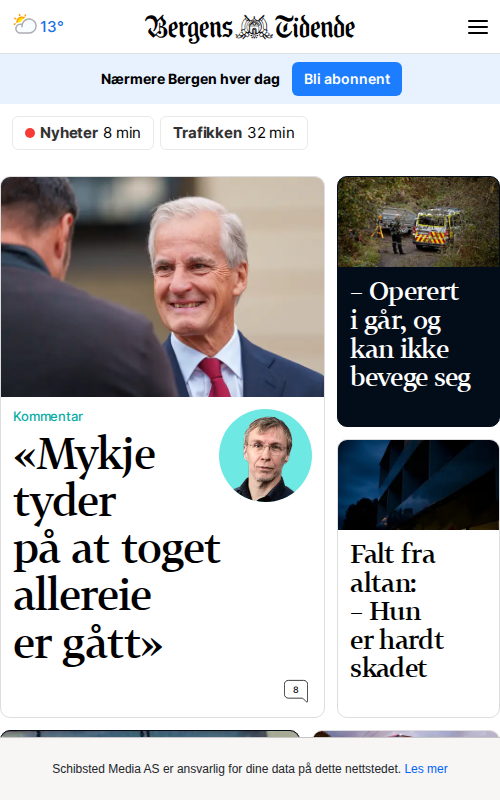 13°
Bergens Tidende
Nærmere Bergen hver dag
Bli abonnent
Nyheter 8 min
Trafikken 32 min
Kommentar
«Mykje
tyder
på at toget
allereie
er gått»
8
– Operert
i går, og
kan ikke
bevege seg
Falt fra
altan:
– Hun
er hardt
skadet
Schibsted Media AS er ansvarlig for dine data på dette nettstedet. Les mer